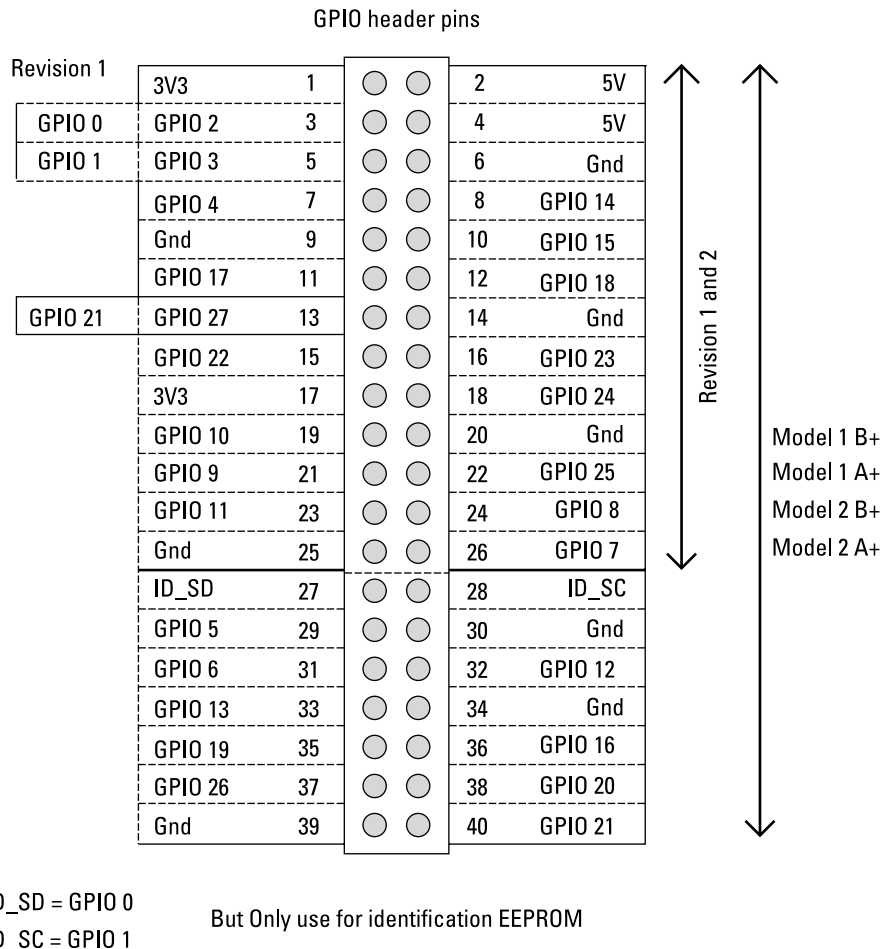 GPIO header pins
Revision 1
3V3 1 2 5V
GPIO 0 GPIO 2 3 4 5V
GPIO 1 GPIO 3 5 6 Gnd
GPIO 4 7 8 GPIO 14
Gnd 9 10 GPIO 15
GPIO 17 11 12 GPIO 18
GPIO 21 GPIO 27 13 14 Gnd
GPIO 22 15 16 GPIO 23
3V3 17 18 GPIO 24
GPIO 10 19 20 Gnd
GPIO 9 21 22 GPIO 25
GPIO 11 23 24 GPIO 8
Gnd 25 26 GPIO 7
ID_SD 27 28 ID_SC
GPIO 5 29 30 Gnd
GPIO 6 31 32 GPIO 12
GPIO 13 33 34 Gnd
GPIO 19 35 36 GPIO 16
GPIO 26 37 38 GPIO 20
Gnd 39 40 GPIO 21
Revision 1 and 2
Model 1 B+
Model 1 A+
Model 2 B+
Model 2 A+
D_SD = GPIO 0
D_SC = GPIO 1
But Only use for identification EEPROM